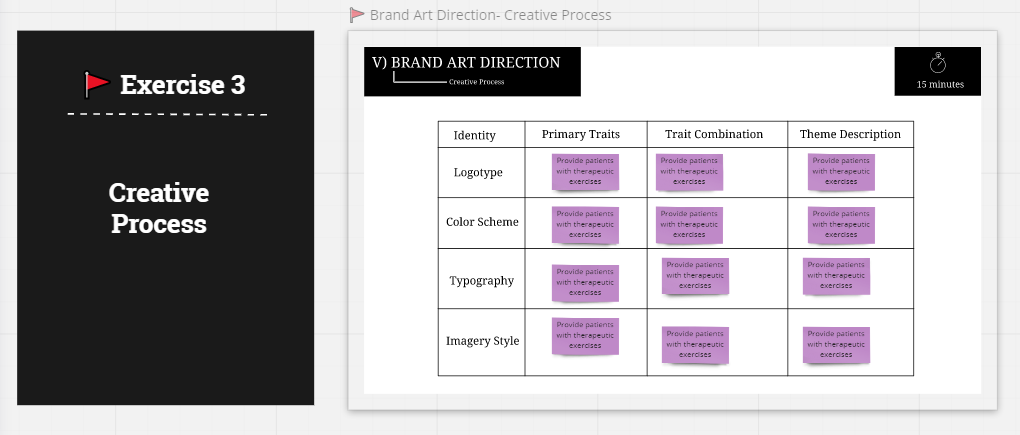 Brand Art Direction- Creative Process
Exercise 3
Creative
Process
V) BRAND ART DIRECTION
Creative Process
15 minutes
Identity Primary Traits Trait Combination Theme Description
Logotype
Provide patients
with therapeutic
exercises
Provide patients
with therapeutic
exercises
Provide patients
with therapeutic
exercises
Color Scheme
Provide patients
with therapeutic
exercises
Provide patients
with therapeutic
exercises
Provide patients
with therapeutic
exercises
Typography
Provide patients
with therapeutic
exercises
Provide patients
with therapeutic
exercises
Provide patients
with therapeutic
exercises
Imagery Style
Provide patients
with therapeutic
exercises
Provide patients
with therapeutic
exercises
Provide patients
with therapeutic
exercises